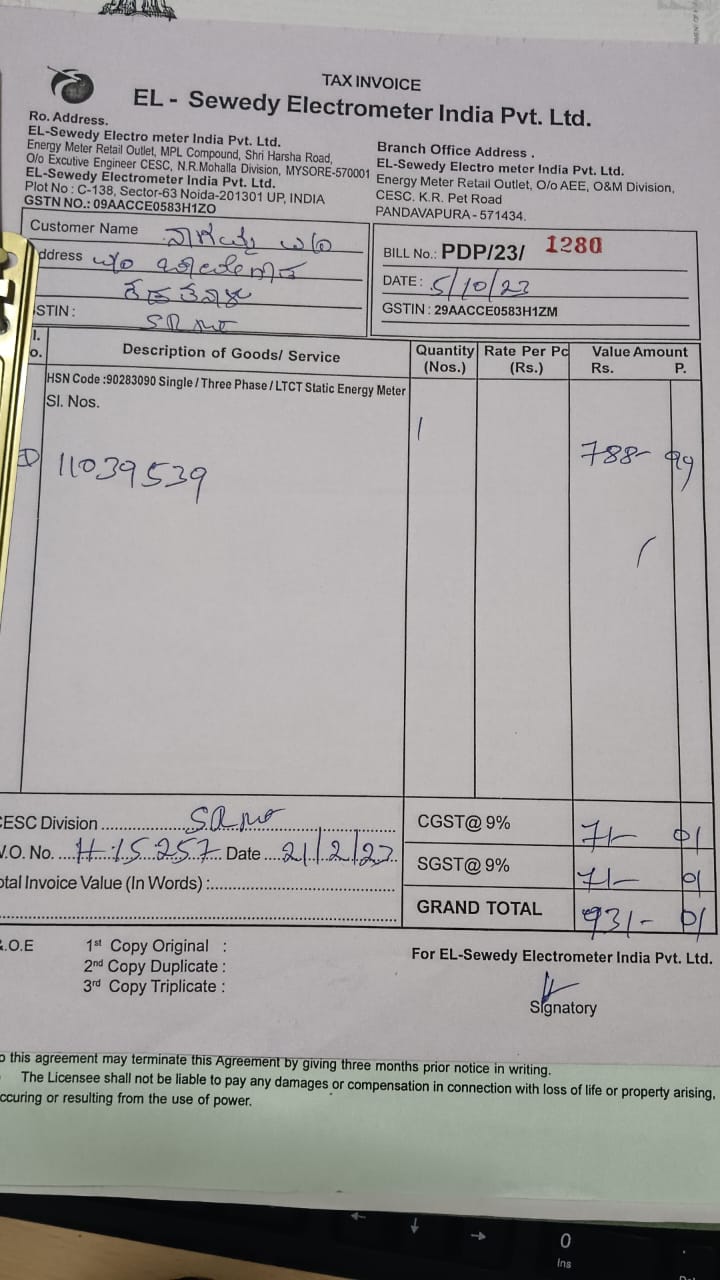 TAX INVOICE
EL - Sewedy Electrometer India Pvt. Ltd.
Ro. Address.
EL-Sewedy Electro meter India Pvt. Ltd.
Energy Meter Retail Outlet, MPL Compound, Shri Harsha Road,
O/o Excutive Engineer CESC, N.R.Mohalla Division, MYSORE-570001
EL-Sewedy Electrometer India Pvt. Ltd.
Plot No : C-138, Sector-63 Noida-201301 UP, INDIA
GSTN NO.: 09AACCE0583H1ZO
Branch Office Address .
EL-Sewedy Electro meter India Pvt. Ltd.
Energy Meter Retail Outlet, O/o AEE, O&M Division,
CESC. K.R. Pet Road
PANDAVAPURA - 571434.
Customer Name
ddress
STIN :
BILL No.: PDP/23/ 1280
DATE : 5/10/23
GSTIN : 29AACCE0583H1ZM
l. o. Description of Goods/ Service Quantity (Nos.) Rate Per Pc (Rs.) Value Amount Rs. P.
HSN Code :90283090 Single / Three Phase / LTCT Static Energy Meter
Sl. Nos.
1) 11039539 1 788- 99
CESC Division
V.O. No. .... H-15257 Date .... 21/2/23
otal Invoice Value (In Words) :
CGST@ 9% 71- 01
SGST@ 9% 71- 01
GRAND TOTAL 931- 01
.O.E
1st Copy Original :
2nd Copy Duplicate :
3rd Copy Triplicate :
For EL-Sewedy Electrometer India Pvt. Ltd.
Signatory
o this agreement may terminate this Agreement by giving three months prior notice in writing.
The Licensee shall not be liable to pay any damages or compensation in connection with loss of life or property arising,
ccuring or resulting from the use of power.
0
Ins